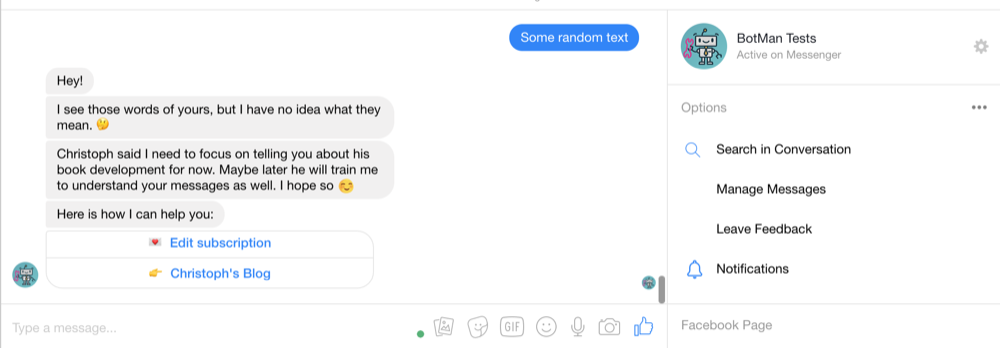 Some random text
Hey!
I see those words of yours, but I have no idea what they
mean. 🤔
Christoph said I need to focus on telling you about his
book development for now. Maybe later he will train me
to understand your messages as well. I hope so ☺️
Here is how I can help you:
💌 Edit subscription
👉 Christoph's Blog
Type a message...
GIF
BotMan Tests
Active on Messenger
Options
Search in Conversation
Manage Messages
Leave Feedback
Notifications
Facebook Page